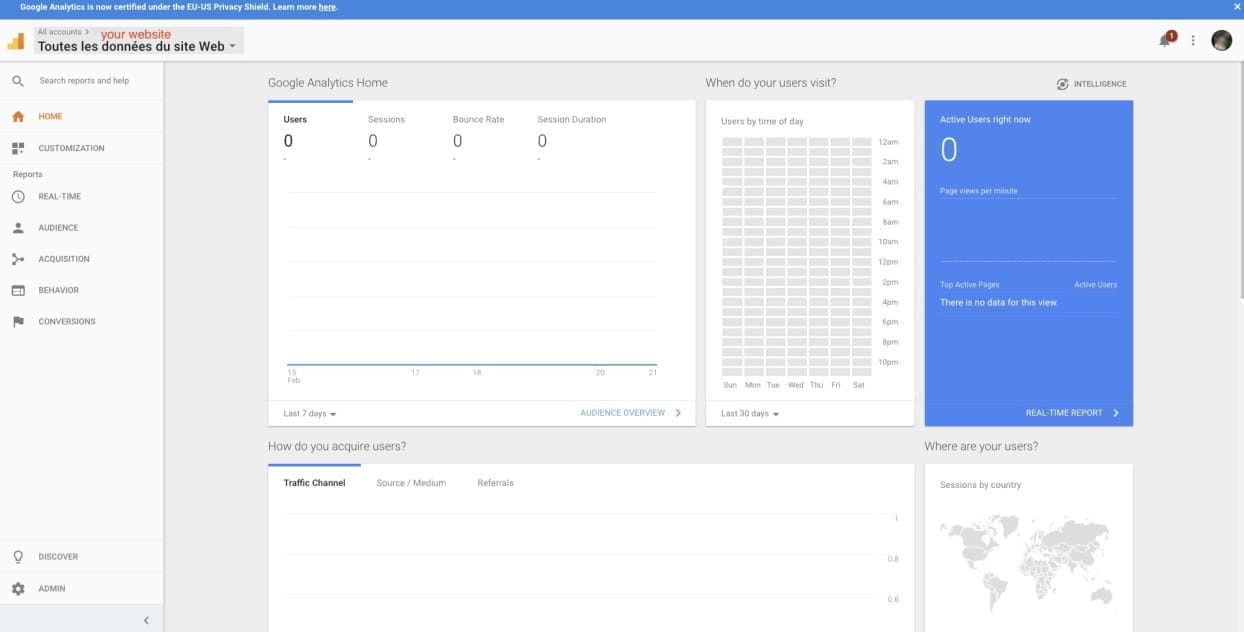 Google Analytics is now certified under the EU-US Privacy Shield. Learn more here.
All accounts > your website
Toutes les données du site Web
1
Search reports and help
HOME
CUSTOMIZATION
Reports
REAL-TIME
AUDIENCE
ACQUISITION
BEHAVIOR
CONVERSIONS
DISCOVER
ADMIN
Google Analytics Home
Users Sessions Bounce Rate Session Duration
0 0 0 0
- - - -
15 17 18 20 21
Feb
Last 7 days
AUDIENCE OVERVIEW
When do your users visit?
INTELLIGENCE
Users by time of day
12am
2am
4am
6am
8am
10am
12pm
2pm
4pm
6pm
8pm
10pm
Sun Mon Tue Wed Thu Fri Sat
Last 30 days
Active Users right now
0
Page views per minute
Top Active Pages Active Users
There is no data for this view.
REAL-TIME REPORT
How do you acquire users?
Traffic Channel Source / Medium Referrals
1
0.8
0.6
Where are your users?
Sessions by country